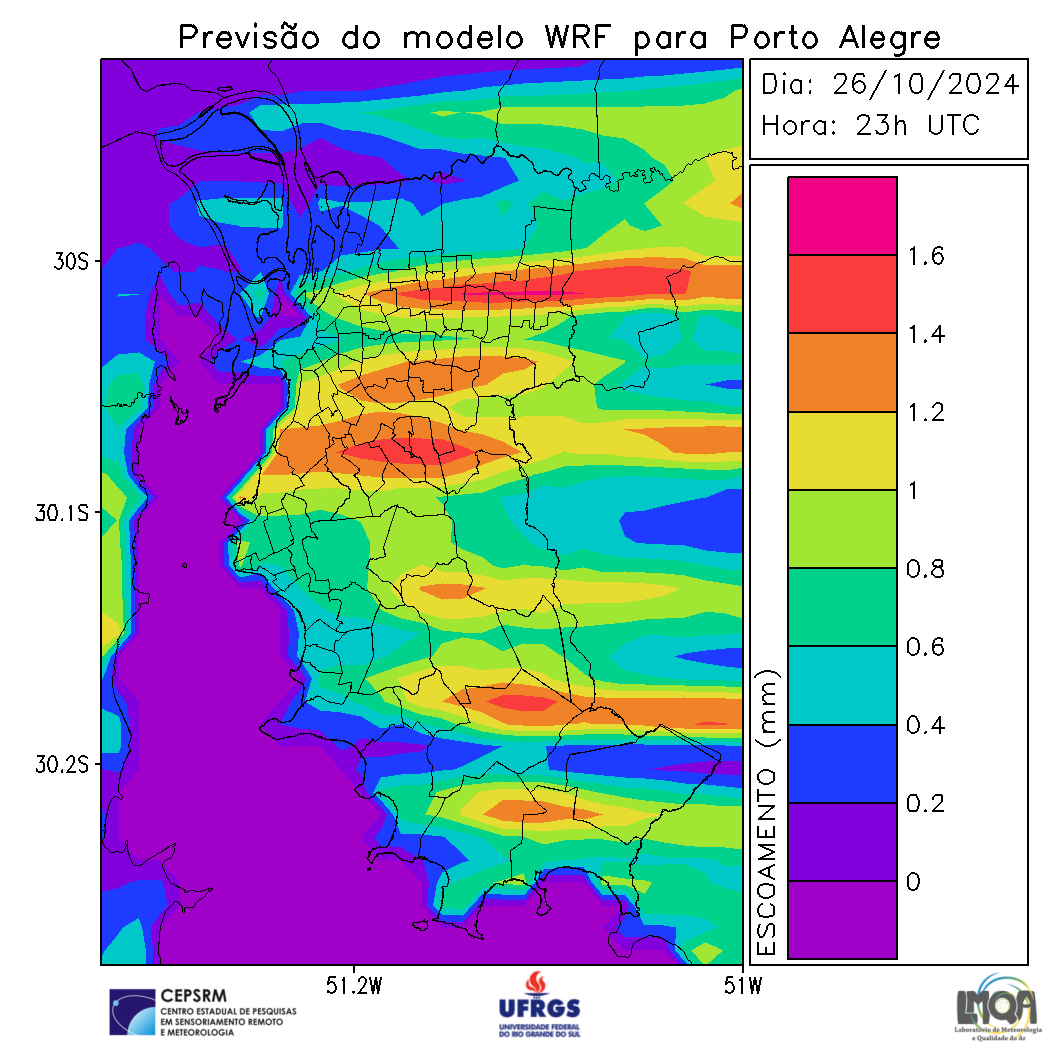 Previsão do modelo WRF para Porto Alegre
Dia: 26/10/2024
Hora: 23h UTC
30S
30.1S
30.2S
51.2W
51W
ESCOAMENTO (mm)
1.6
1.4
1.2
1
0.8
0.6
0.4
0.2
0
CEPSRM
CENTRO ESTADUAL DE PESQUISAS
EM SENSORIAMENTO REMOTO
E METEOROLOGIA
UFRGS
UNIVERSIDADE FEDERAL
DO RIO GRANDE DO SUL
LMQA
Laboratório de Meteorologia
e Qualidade do Ar